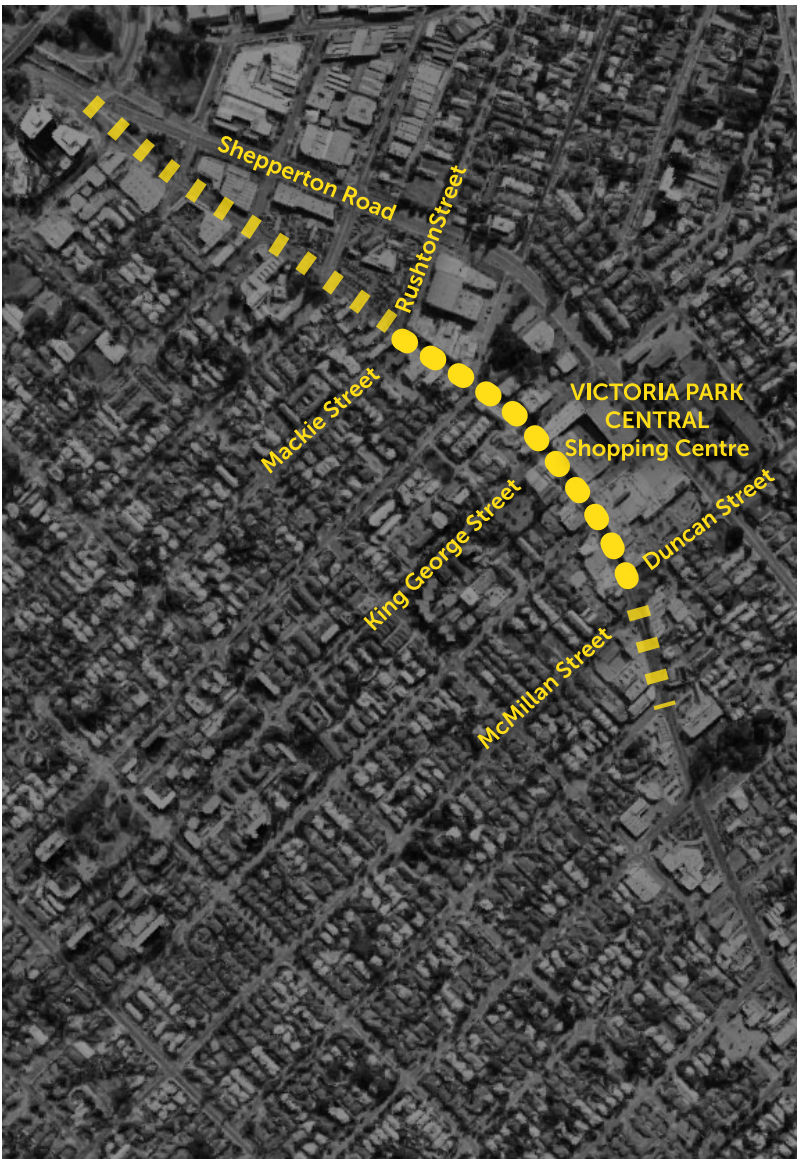 Shepperton Road
RushtonStreet
Mackie Street
VICTORIA PARK
CENTRAL
Shopping Centre
King George Street
Duncan Street
McMillan Street